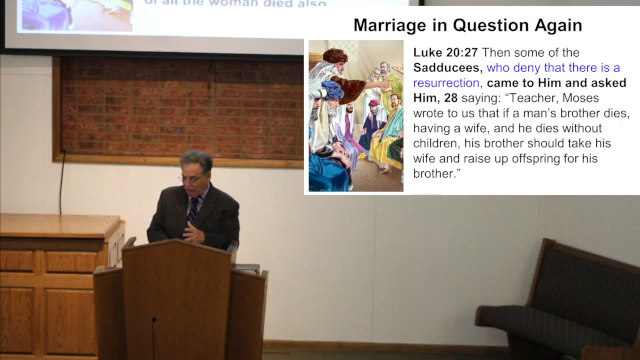 of all the woman died also
Marriage in Question Again
Luke 20:27 Then some of the
Sadducees, who deny that there is a
resurrection, came to Him and asked
Him, 28 saying: “Teacher, Moses
wrote to us that if a man’s brother dies,
having a wife, and he dies without
children, his brother should take his
wife and raise up offspring for his
brother.”